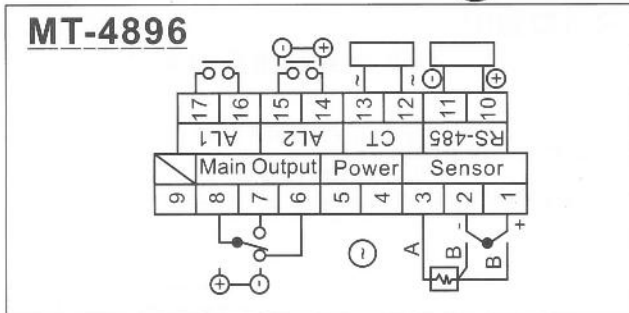 MT-4896
- + 
~ ~ - +
17 16 15 14 13 12 11 10
AL1 AL2 CT RS-485
Main Output Power Sensor
9 8 7 6 5 4 3 2 1
- +
~ A B B
+ -